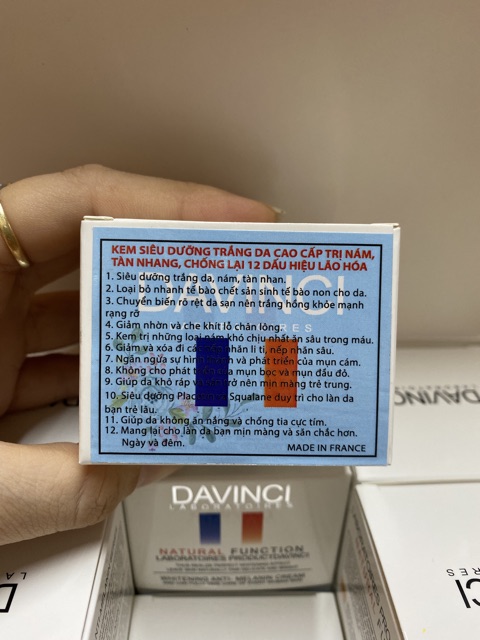 KEM SIÊU DƯỠNG TRẮNG DA CAO CẤP TRỊ NÁM,
TÀN NHANG, CHỐNG LẠI 12 DẤU HIỆU LÃO HÓA
DAVINCI
1. Siêu dưỡng trắng da, nám, tàn nhan.
2. Loại bỏ nhanh tế bào chết sản sinh tế bào non cho da.
3. Chuyển biến rõ rệt da sạn nên trắng hồng khỏe mạnh
rạng rỡ
4. Giảm nhờn và che khít lỗ chân lông.
5. Kem trị những loại nám khó chịu nhất ăn sâu trong máu.
6. Giảm và xóa đi các nhăn li ti, nếp nhăn sâu.
7. Ngăn ngừa sự hình và phát triển của mụn cám.
8. Không cho phát của mụn bọc và mụn đầu đỏ.
9. Giúp da khô ráp trở nên mịn màng trẻ trung.
10. Siêu dưỡng Squalane duy trì cho làn da
bạn trẻ lâu.
11. Giúp da không ăn nắng và chống tia cực tím.
12. Mang lại cho làn da bạn mịn màng và săn chắc hơn.
Ngày và đêm.
MADE IN FRANCE
DAVINCI
LABORATOIRES
NATURAL FUNCTION
LABORATOIRES PRODUCTDAVINCI
WHITENING ANTI-MELANIN CREAM
DAVINCI